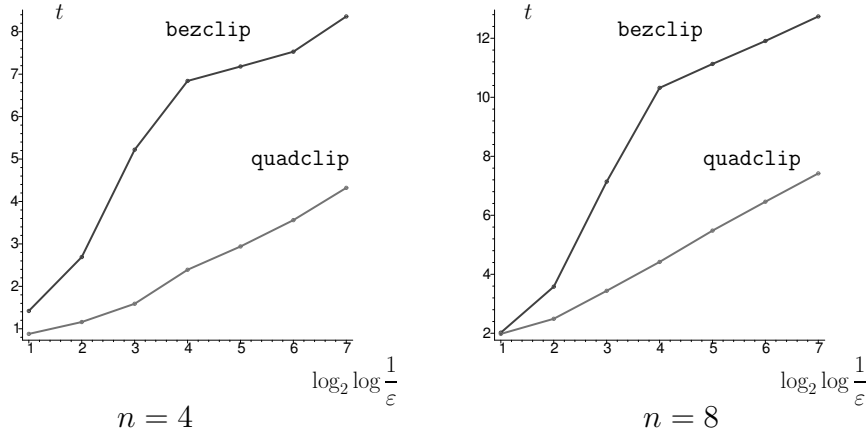 t
bezclip
quadclip
8
7
6
5
4
3
2
1
1 2 3 4 5 6 7
log₂ log 1/ε
n = 4
t
bezclip
quadclip
12
10
8
6
4
2
1 2 3 4 5 6 7
log₂ log 1/ε
n = 8